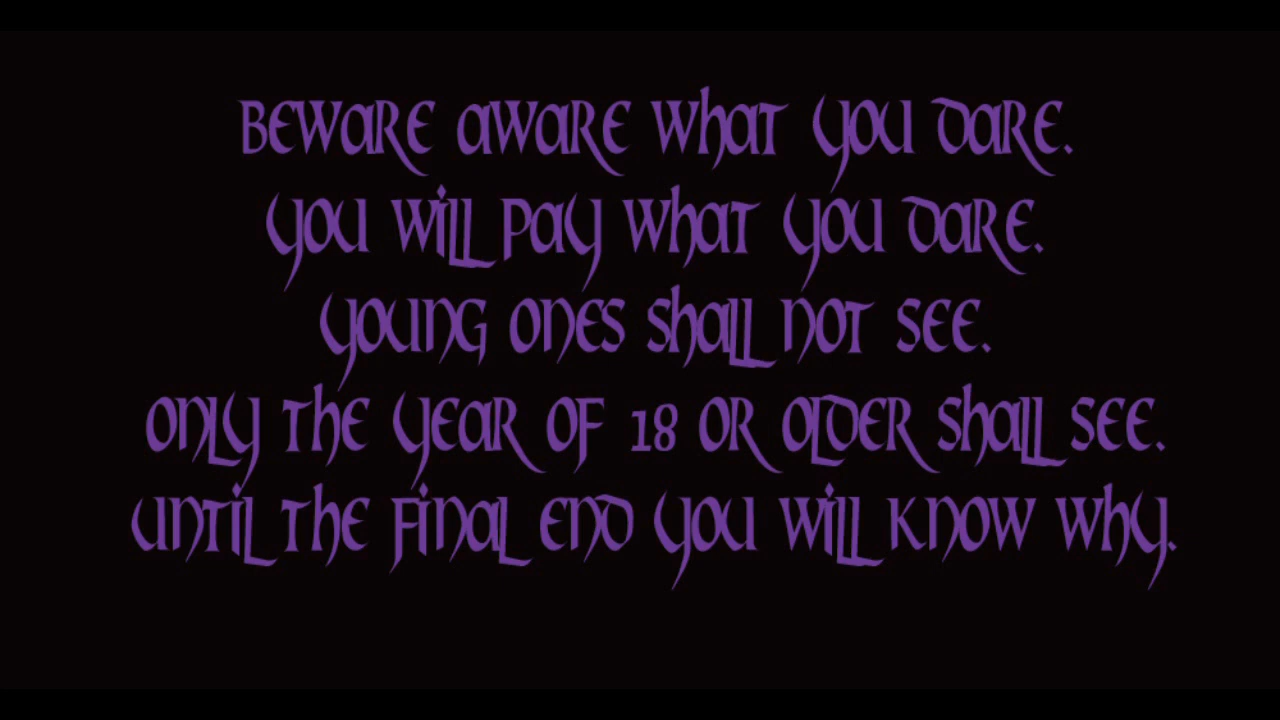 Beware aware what you dare.
You will pay what you dare.
Young ones shall not see.
Only the year of 18 or older shall see.
Until the final end you will know why.